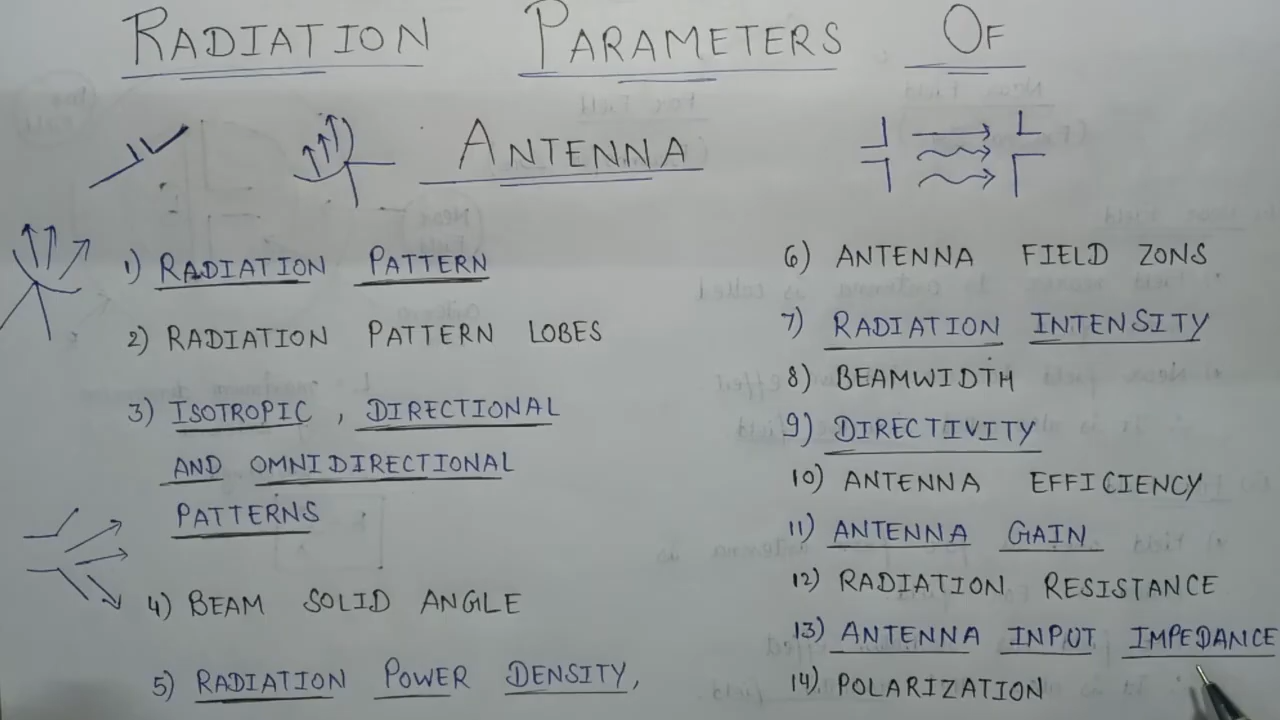 RADIATION PARAMETERS OF
ANTENNA
1) RADIATION PATTERN
2) RADIATION PATTERN LOBES
3) ISOTROPIC , DIRECTIONAL
AND OMNIDIRECTIONAL
PATTERNS
4) BEAM SOLID ANGLE
5) RADIATION POWER DENSITY,
6) ANTENNA FIELD ZONS
7) RADIATION INTENSITY
8) BEAMWIDTH
9) DIRECTIVITY
10) ANTENNA EFFICIENCY
11) ANTENNA GAIN
12) RADIATION RESISTANCE
13) ANTENNA INPUT IMPEDANCE
14). POLARIZATION